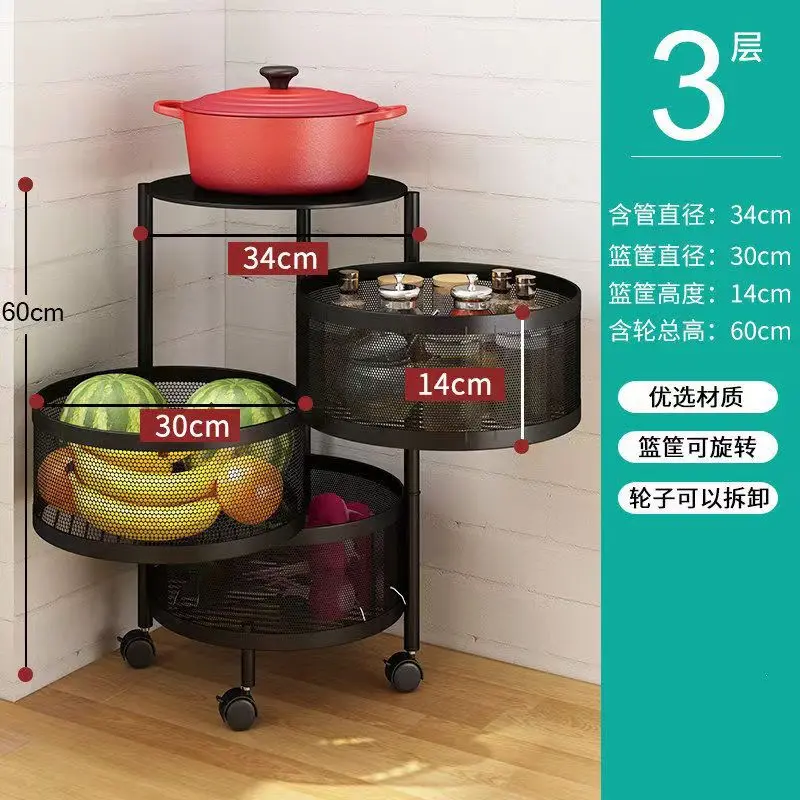 3层
含管直径：34cm
篮筐直径：30cm
篮筐高度：14cm
含轮总高：60cm
优选材质
篮筐可旋转
轮子可以拆卸
34cm
60cm
14cm
30cm